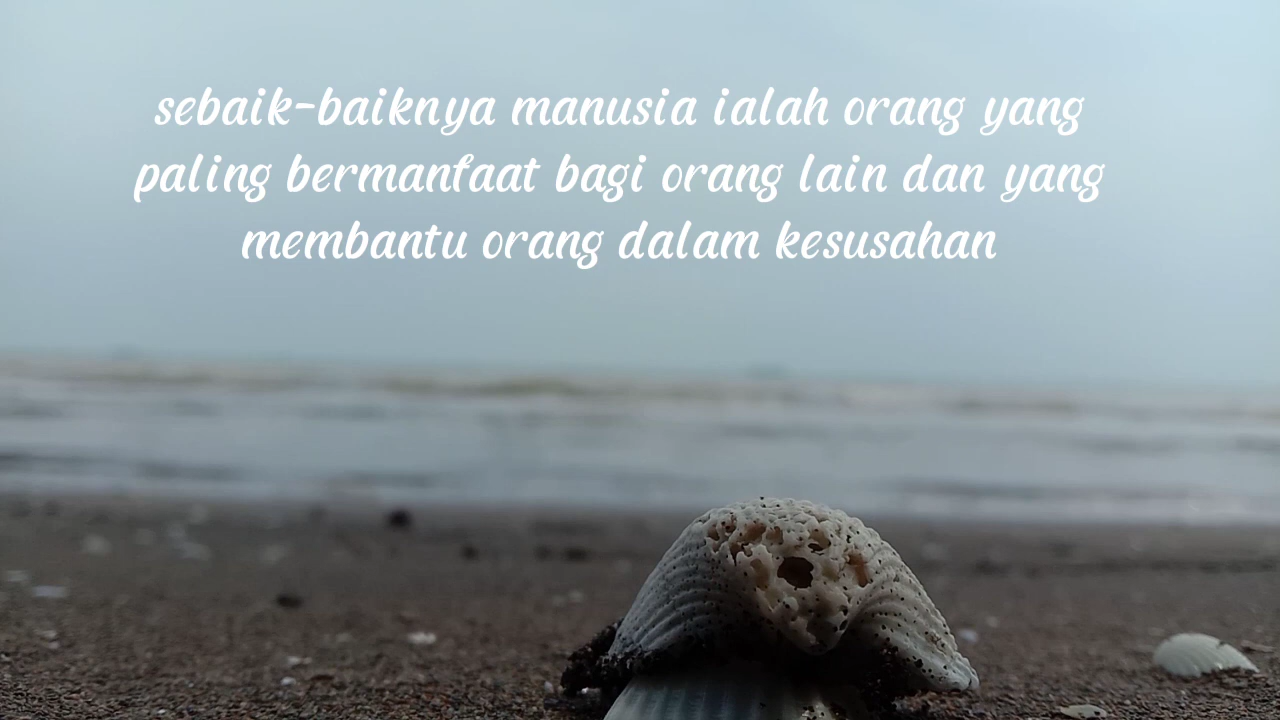 sebaik-baiknya manusia ialah orang yang
paling bermanfaat bagi orang lain dan yang
membantu orang dalam kesusahan